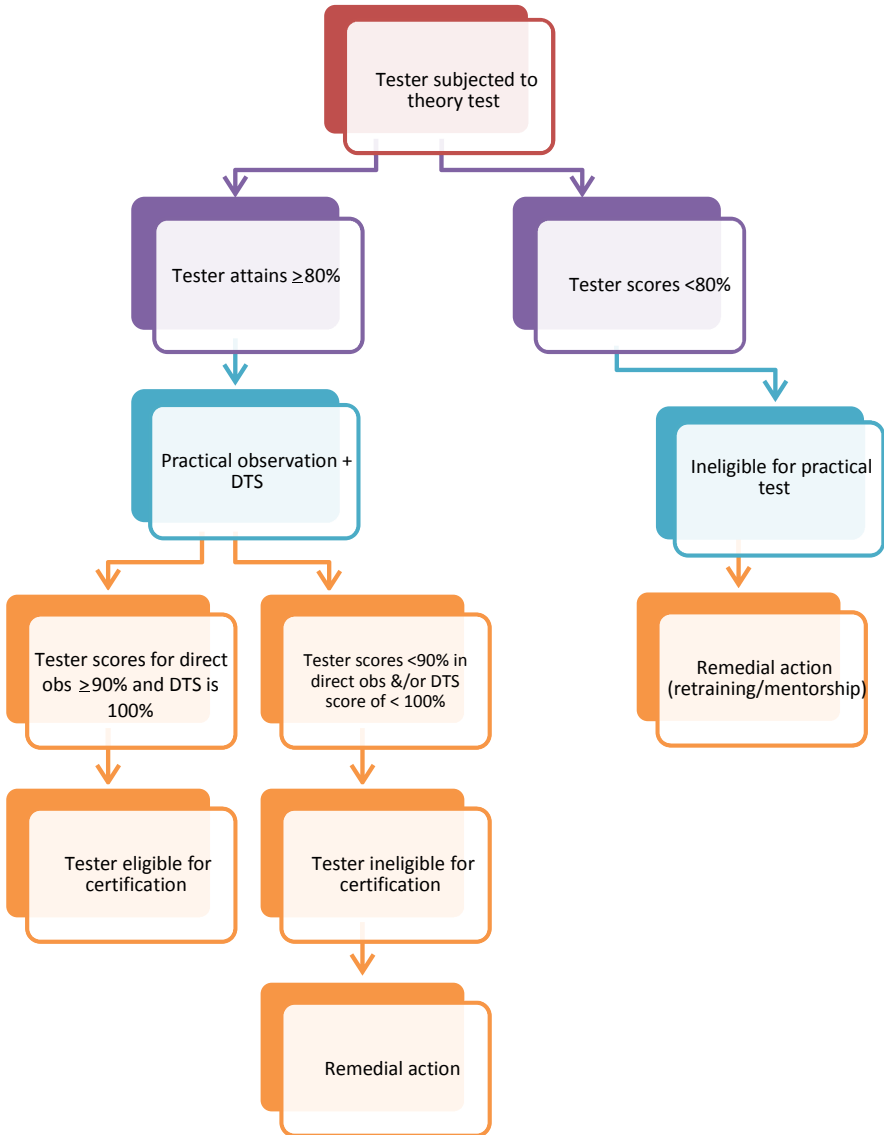 Tester subjected to
theory test
Tester attains ≥80%
Tester scores <80%
Practical observation +
DTS
Ineligible for practical
test
Tester scores for direct
obs ≥90% and DTS is
100%
Tester scores <90% in
direct obs &/or DTS
score of < 100%
Remedial action
(retraining/mentorship)
Tester eligible for
certification
Tester ineligible for
certification
Remedial action